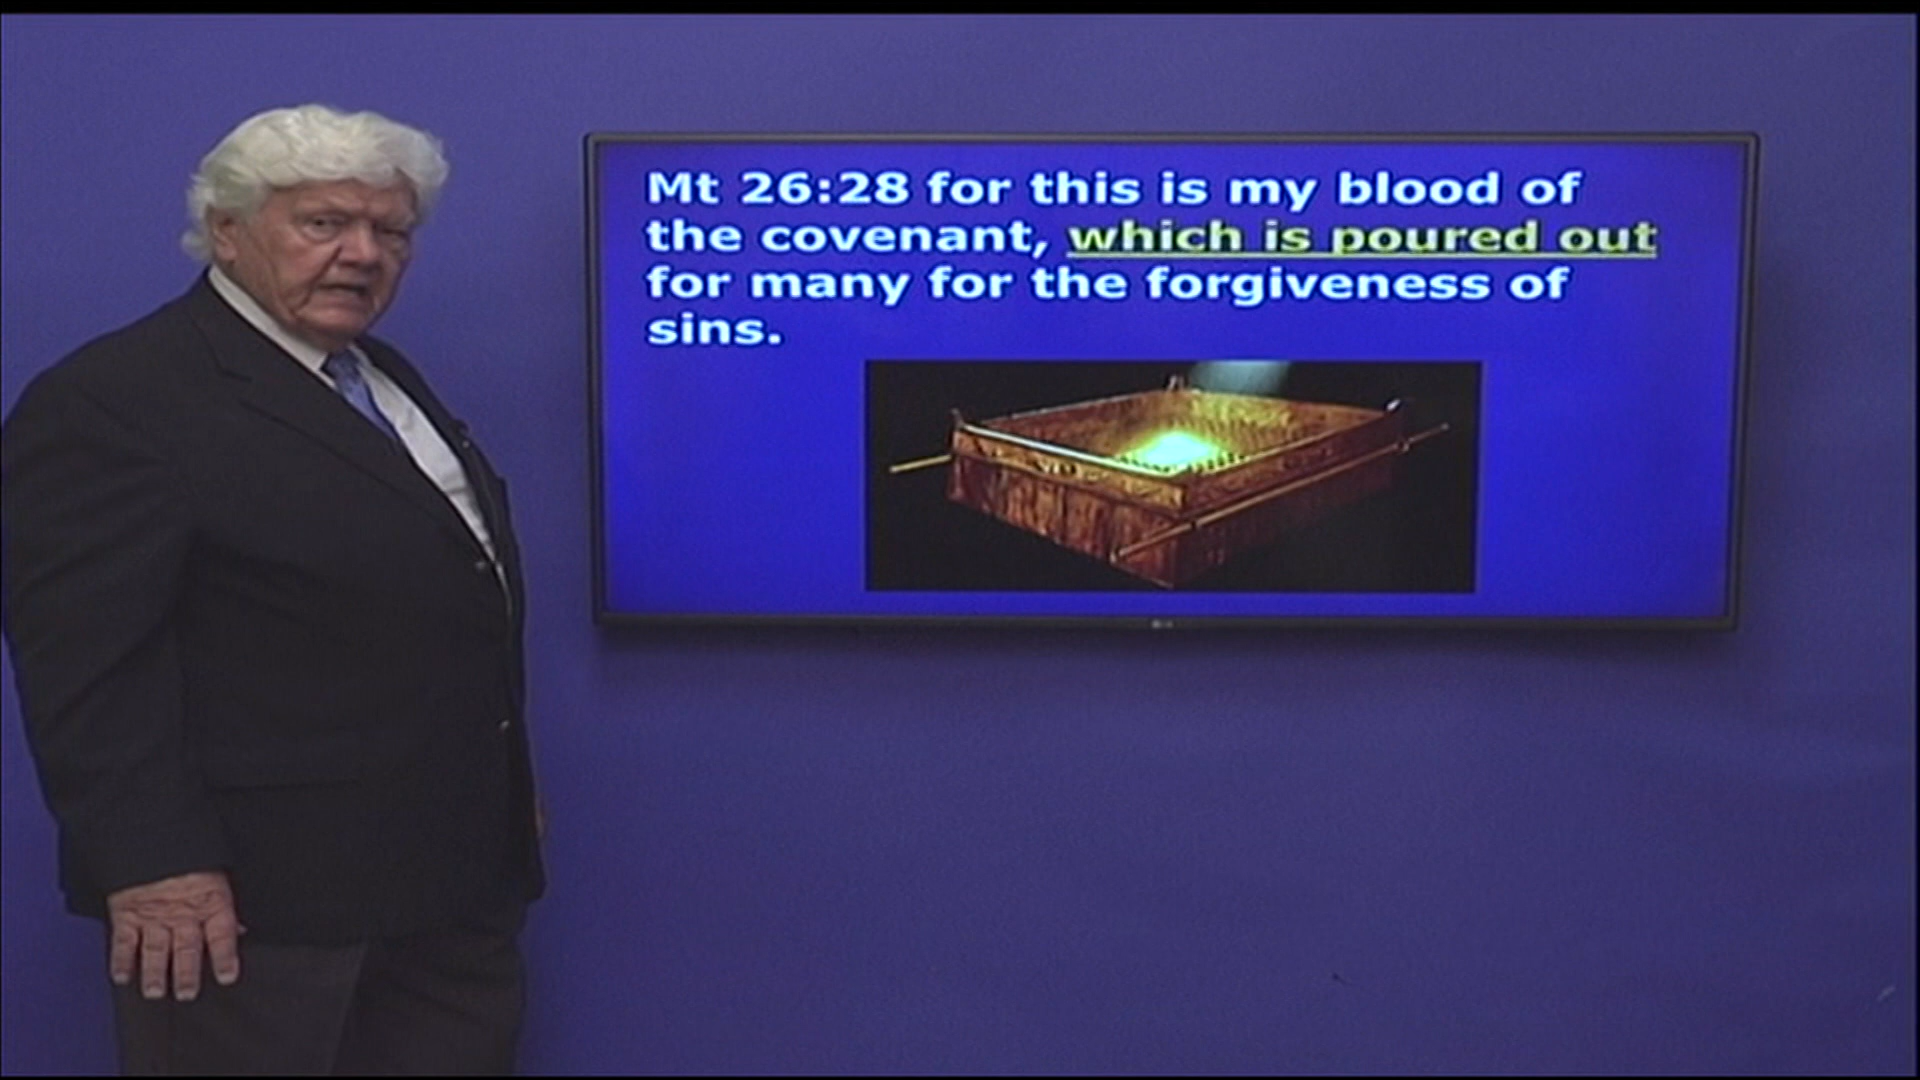 Mt 26:28 for this is my blood of
the covenant, which is poured out
for many for the forgiveness of
sins.